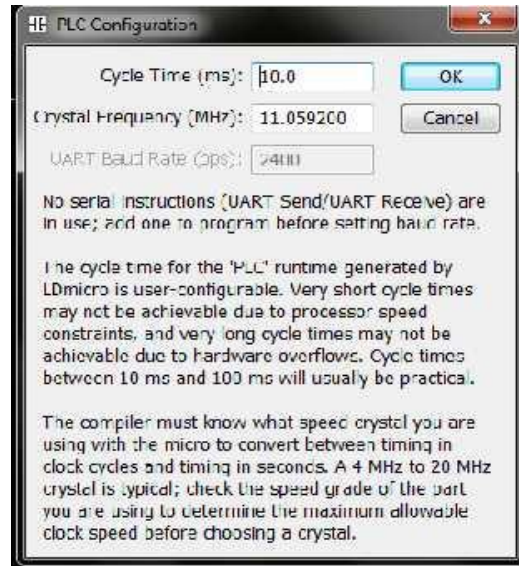 PLC Configuration
Cycle Time (ms): 10.0
OK
Crystal Frequency (MHz): 11.059200
Cancel
UART Baud Rate (bps): 2400
No serial instructions (UART Send/UART Receive) are
in use; add one to program before setting baud rate.
The cycle time for the 'PLC' runtime generated by
LDmicro is user-configurable. Very short cycle times
may not be achievable due to processor speed
constraints, and very long cycle times may not be
achievable due to hardware overflows. Cycle times
between 10 ms and 100 ms will usually be practical.
The compiler must know what speed crystal you are
using with the micro to convert between timing in
clock cycles and timing in seconds. A 4 MHz to 20 MHz
crystal is typical; check the speed grade of the part
you are using to determine the maximum allowable
clock speed before choosing a crystal.